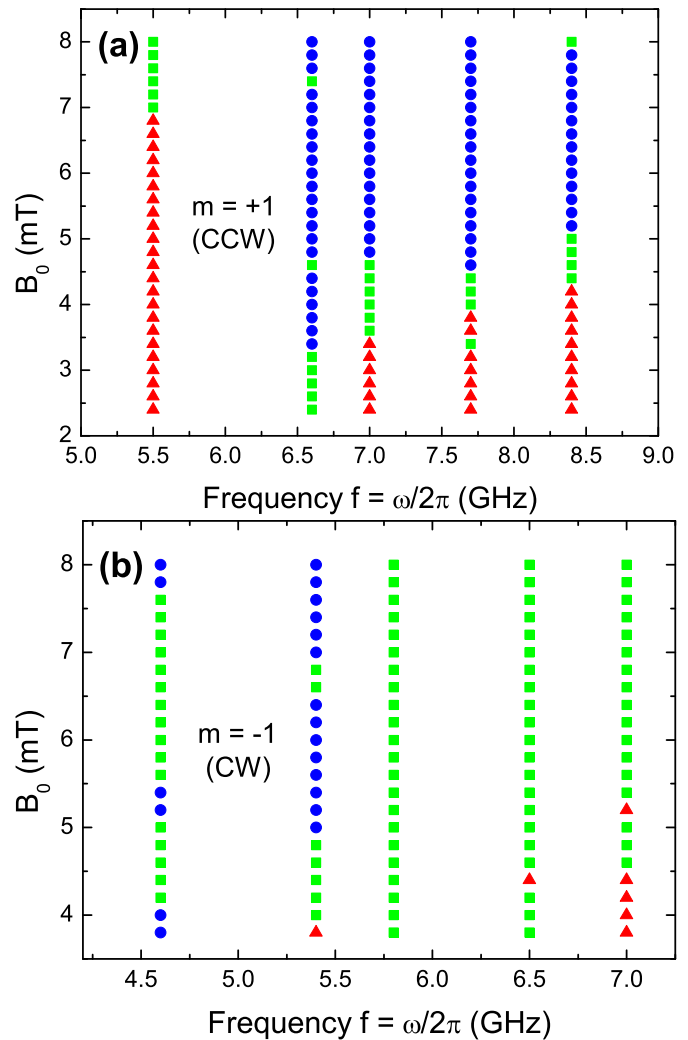 (a)
8
7
6
5
4
3
2
B₀ (mT)
m = +1
(CCW)
5.0 5.5 6.0 6.5 7.0 7.5 8.0 8.5 9.0
Frequency f = ω/2π (GHz)
(b)
8
7
6
5
4
B₀ (mT)
m = -1
(CW)
4.5 5.0 5.5 6.0 6.5 7.0
Frequency f = ω/2π (GHz)